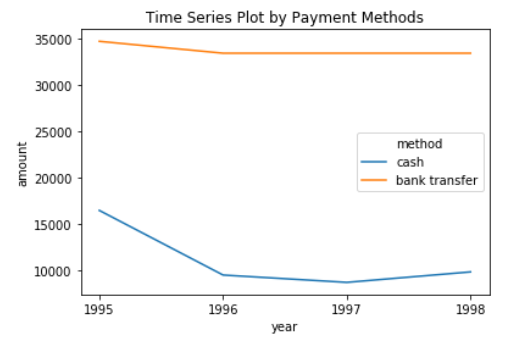 Time Series Plot by Payment Methods
35000
30000
25000
20000
15000
10000
amount
method
cash
bank transfer
1995 1996 1997 1998
year